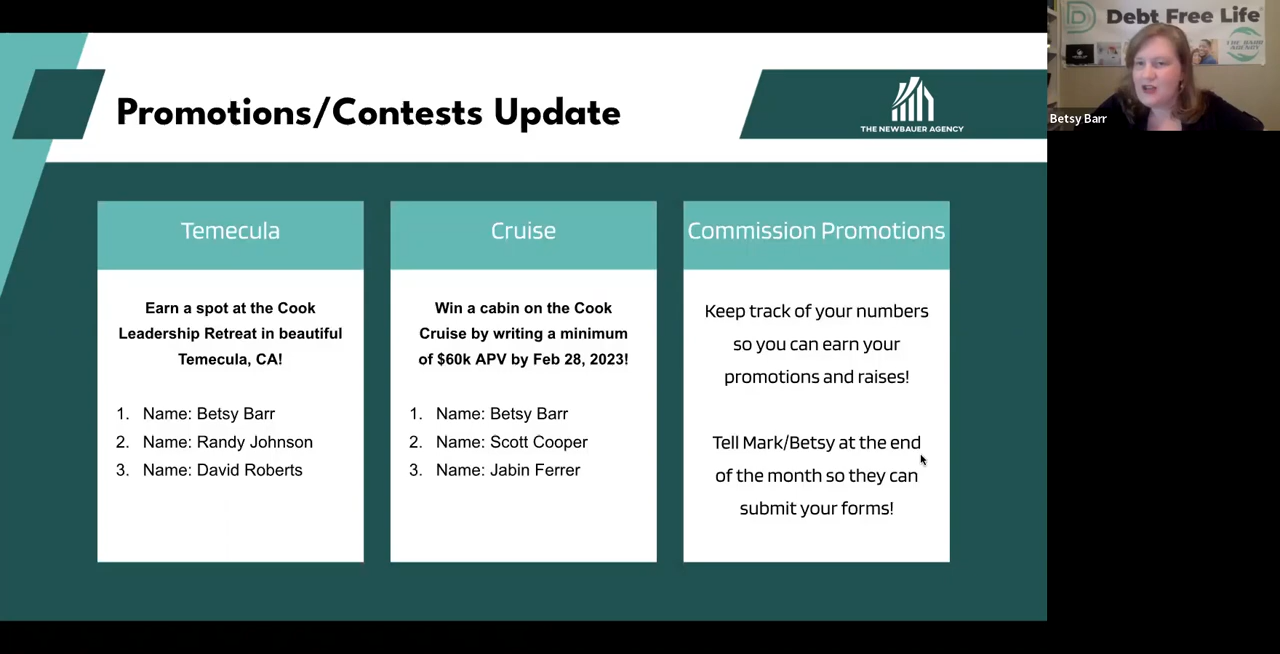 Promotions/Contests Update
THE NEWBAUER AGENCY
Temecula
Earn a spot at the Cook
Leadership Retreat in beautiful
Temecula, CA!
1. Name: Betsy Barr
2. Name: Randy Johnson
3. Name: David Roberts
Cruise
Win a cabin on the Cook
Cruise by writing a minimum
of $60k APV by Feb 28, 2023!
1. Name: Betsy Barr
2. Name: Scott Cooper
3. Name: Jabin Ferrer
Commission Promotions
Keep track of your numbers
so you can earn your
promotions and raises!
Tell Mark/Betsy at the end
of the month so they can
submit your forms!
Debt Free Life
Betsy Barr